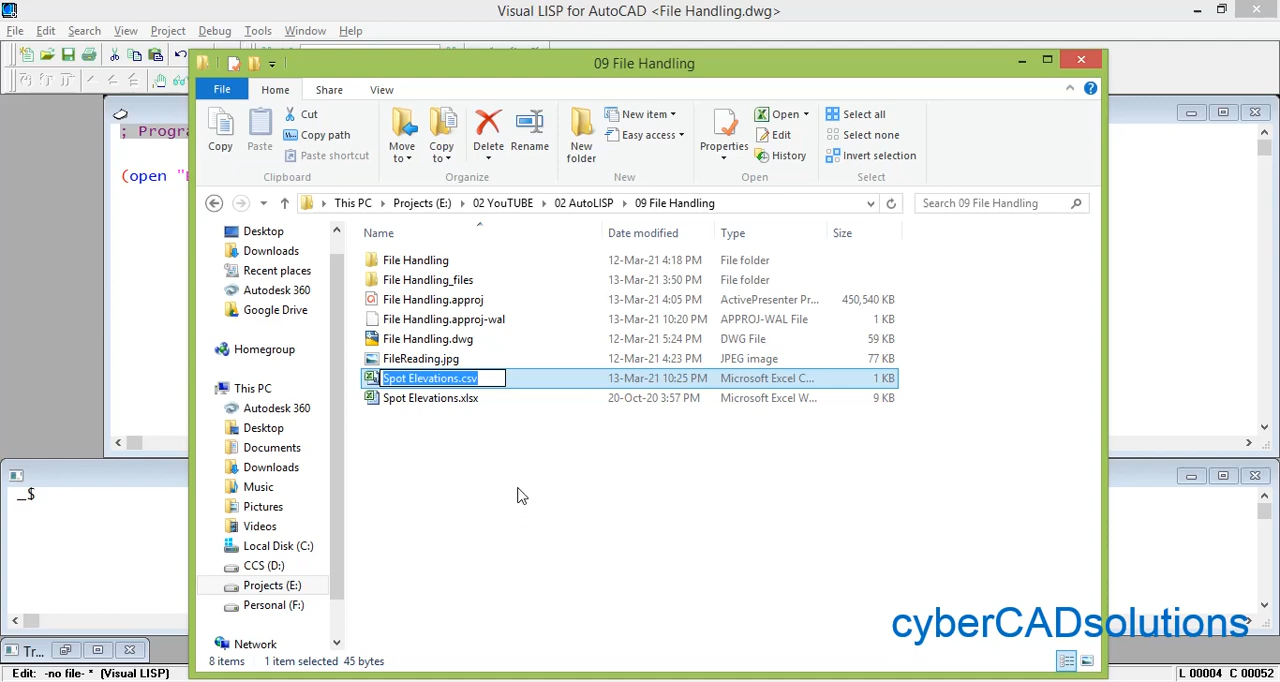 Visual LISP for AutoCAD <File Handling.dwg>
File Edit Search View Project Debug Tools Window Help
09 File Handling
File Home Share View
Copy Paste Cut Copy path Paste shortcut
Clipboard
Move to Copy to Delete Rename
Organize
New folder New item Easy access
New
Properties Open Edit History
Open
Select all Select none Invert selection
Select
This PC Projects (E:) 02 YouTUBE 02 AutoLISP 09 File Handling
Search 09 File Handling
; Progra
(open "
Name Date modified Type Size
File Handling 12-Mar-21 4:18 PM File folder
File Handling_files 13-Mar-21 3:50 PM File folder
File Handling.approj 13-Mar-21 4:05 PM ActivePresenter Pr... 450,540 KB
File Handling.approj-wal 13-Mar-21 10:20 PM APPROJ-WAL File 1 KB
File Handling.dwg 12-Mar-21 5:24 PM DWG File 59 KB
FileReading.jpg 12-Mar-21 4:23 PM JPEG image 77 KB
Spot Elevations.csv 13-Mar-21 10:25 PM Microsoft Excel C... 1 KB
Spot Elevations.xlsx 20-Oct-20 3:57 PM Microsoft Excel W... 9 KB
Desktop
Downloads
Recent places
Autodesk 360
Google Drive
Homegroup
This PC
Autodesk 360
Desktop
Documents
Downloads
Music
Pictures
Videos
Local Disk (C:)
CCS (D:)
Projects (E:)
Personal (F:)
Network
_$
8 items 1 item selected 45 bytes
cyberCADsolutions
Tr...
Edit: -no file- * (Visual LISP)
L 00004 C 00052